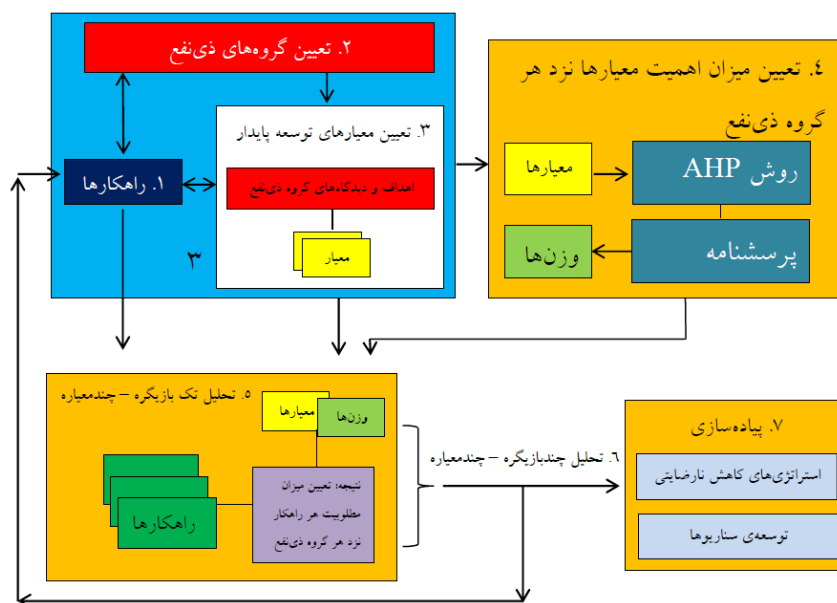 ۲. تعیین گروه‌های ذی‌نفع
۳. تعیین معیارهای توسعه پایدار
۱. راهکارها
اهداف و دیدگاه‌های گروه ذی‌نفع
معیار
۳
۴. تعیین میزان اهمیت معیارها نزد هر
گروه ذی‌نفع
معیارها
روش AHP
وزن‌ها
پرسشنامه
۵. تحلیل تک بازیگره – چندمعیاره
معیارها
وزن‌ها
راهکارها
نتیجه: تعیین میزان
مطلوبیت هر راهکار
نزد هر گروه ذی‌نفع
۶. تحلیل چندبازیگره – چندمعیاره
۷. پیاده‌سازی
استراتژی‌های کاهش نارضایتی
توسعه‌ی سناریوها